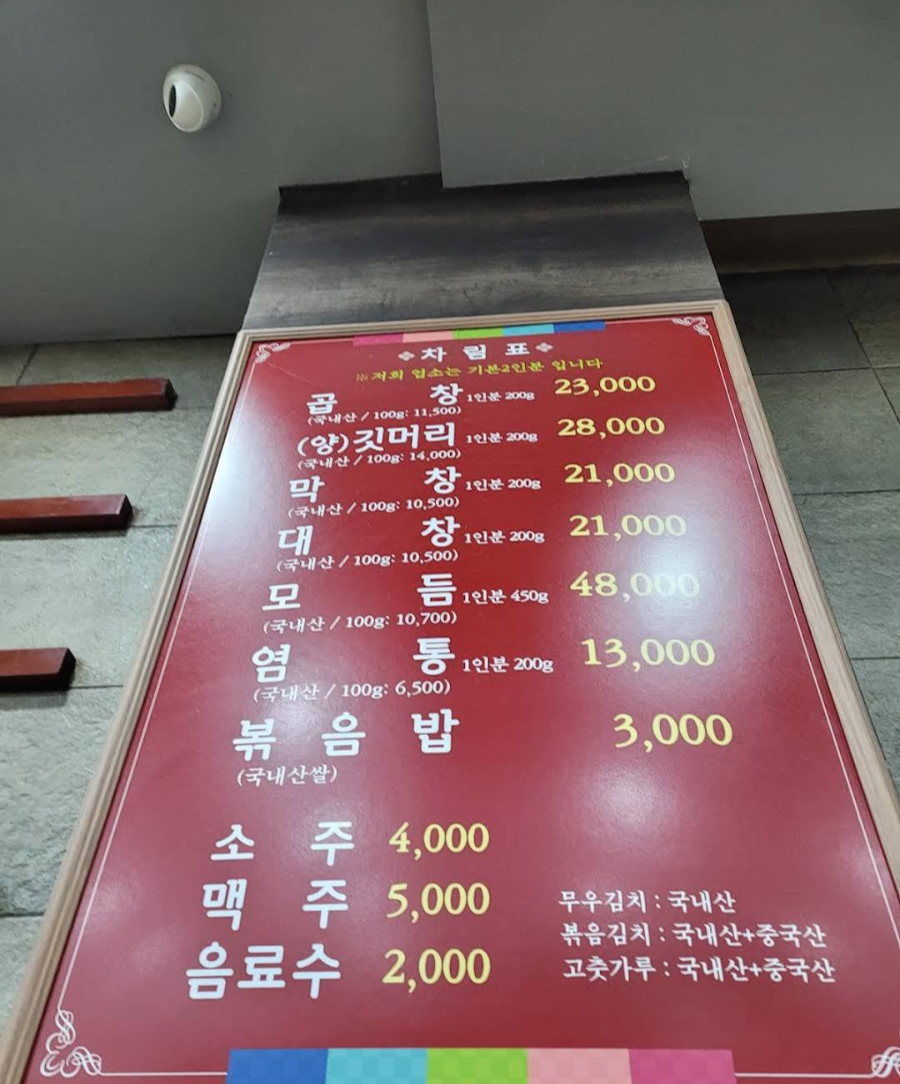 차림표
※저희 업소는 기본2인분 입니다
곱창 1인분 200g 23,000
(국내산 / 100g: 11,500)
(양)깃머리 1인분 200g 28,000
(국내산 / 100g: 14,000)
막창 1인분 200g 21,000
(국내산 / 100g: 10,500)
대창 1인분 200g 21,000
(국내산 / 100g: 10,500)
모듬 1인분 450g 48,000
(국내산 / 100g: 10,700)
염통 1인분 200g 13,000
(국내산 / 100g: 6,500)
볶음밥 3,000
(국내산쌀)
소주 4,000
맥주 5,000
음료수 2,000
무우김치 : 국내산
볶음김치 : 국내산+중국산
고춧가루 : 국내산+중국산